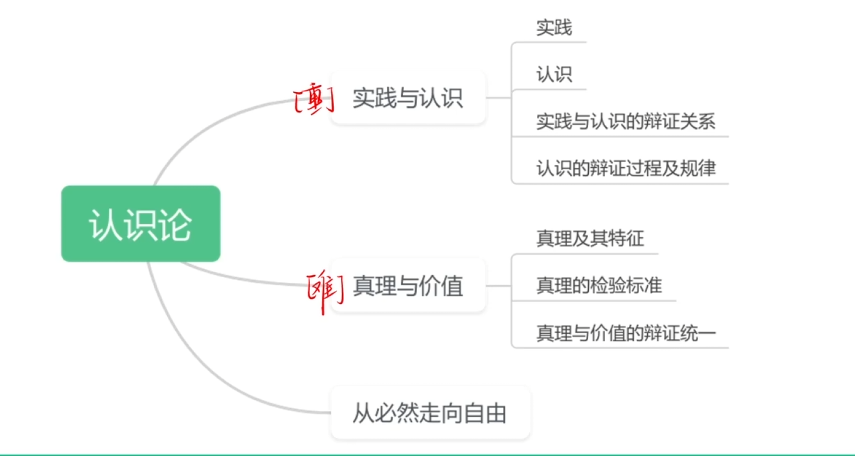 实践
认识
[重] 实践与认识
实践与认识的辩证关系
认识的辩证过程及规律
认识论
真理及其特征
[难] 真理与价值
真理的检验标准
真理与价值的辩证统一
从必然走向自由